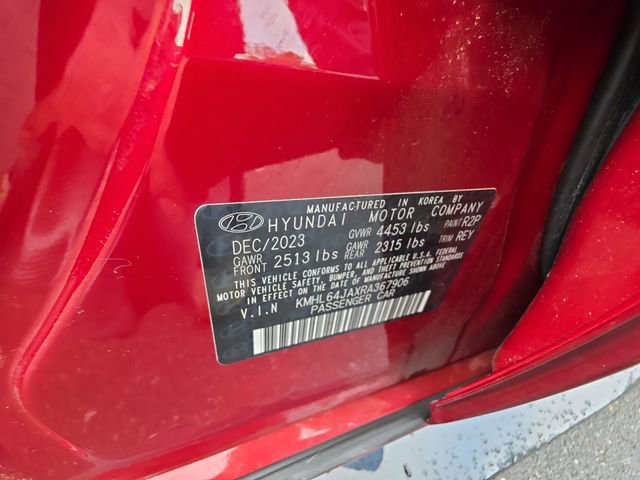 MANUFACTURED IN KOREA BY
HYUNDAI MOTOR COMPANY
DEC/2023 GVWR 4453 lbs PAINT R2P
GAWR FRONT 2513 lbs GAWR REAR 2315 lbs TRIM REY
THIS VEHICLE CONFORMS TO ALL APPLICABLE U.S.A. FEDERAL
MOTOR VEHICLE SAFETY, BUMPER, AND THEFT PREVENTION STANDARDS
IN EFFECT ON THE DATE OF MANUFACTURE SHOWN ABOVE.
V.I.N KMHL64JAXRA367906
PASSENGER CAR